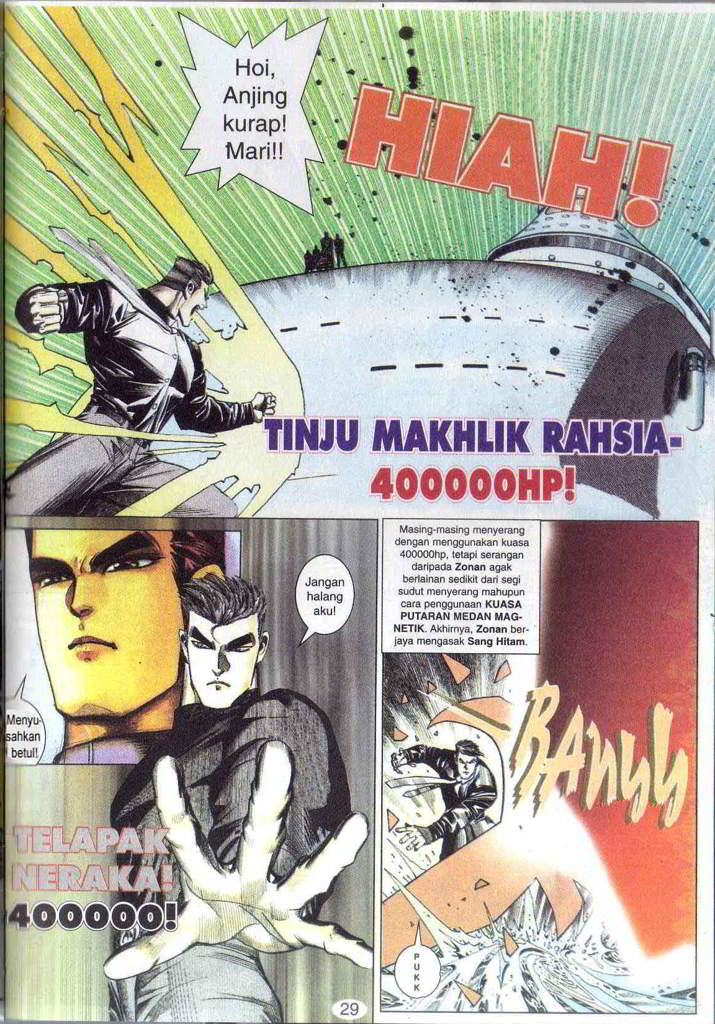 Hoi,
Anjing
kurap!
Mari!!
HIAH!
TINJU MAKHLIK RAHSIA-
400000HP!
Menyu-
sahkan
betul!
Jangan
halang
aku!
TELAPAK
NERAKA!
400000!
Masing-masing menyerang
dengan menggunakan kuasa
400000hp, tetapi serangan
daripada Zonan agak
berlainan sedikit dari segi
sudut menyerang mahupun
cara penggunaan KUASA
PUTARAN MEDAN MAG-
NETIK. Akhirnya, Zonan ber-
jaya mengasak Sang Hitam.
BANGG
PUKK
29